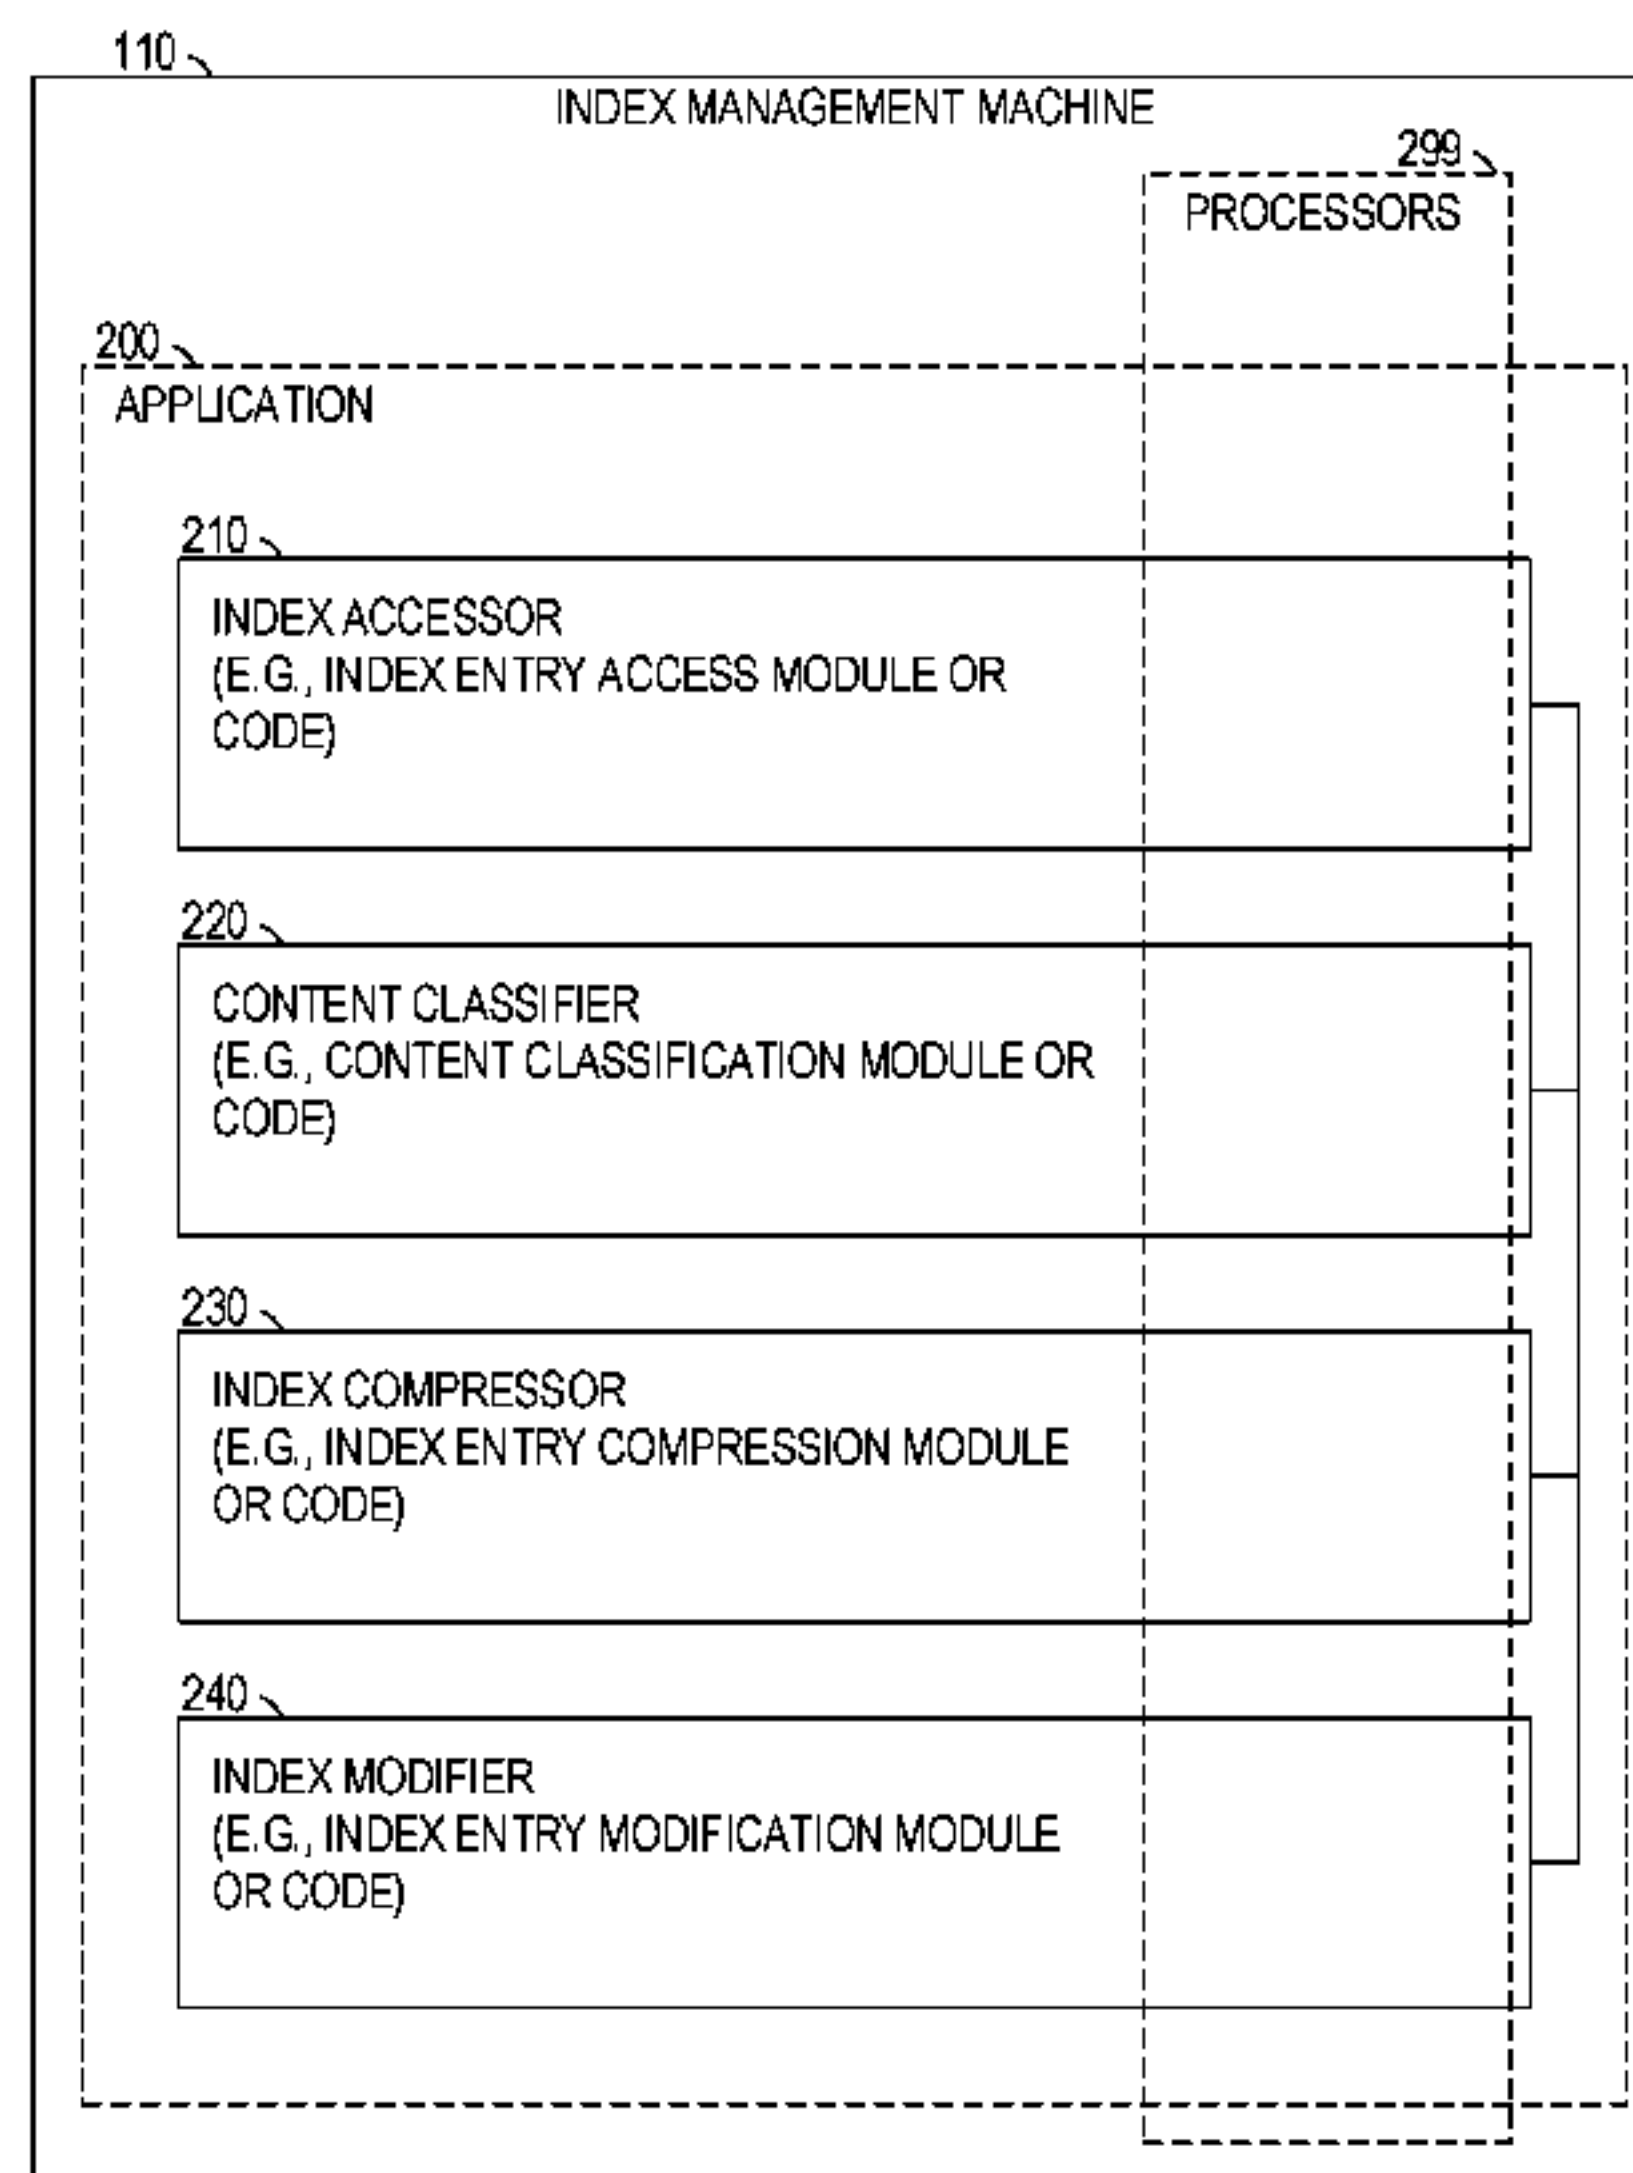 110
INDEX MANAGEMENT MACHINE
299
PROCESSORS
200
APPLICATION
210
INDEX ACCESSOR
(E.G., INDEX ENTRY ACCESS MODULE OR
CODE)
220
CONTENT CLASSIFIER
(E.G., CONTENT CLASSIFICATION MODULE OR
CODE)
230
INDEX COMPRESSOR
(E.G., INDEX ENTRY COMPRESSION MODULE
OR CODE)
240
INDEX MODIFIER
(E.G., INDEX ENTRY MODIFICATION MODULE
OR CODE)